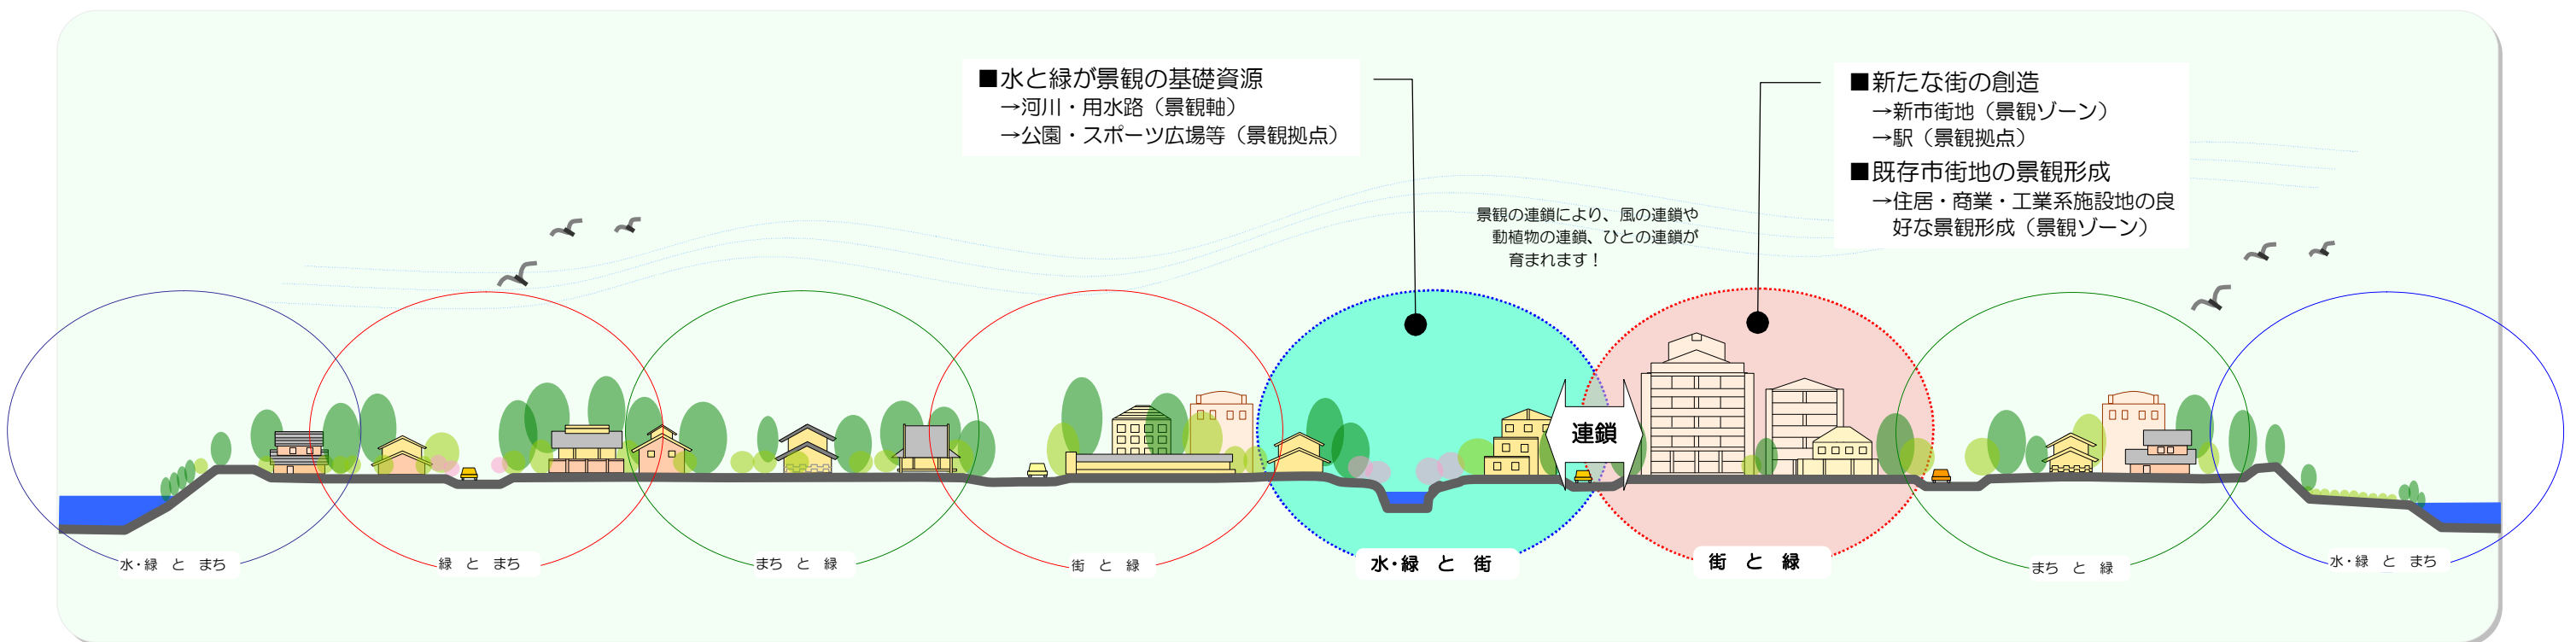 ■水と緑が景観の基礎資源
→河川・用水路（景観軸）
→公園・スポーツ広場等（景観拠点）
■新たな街の創造
→新市街地（景観ゾーン）
→駅（景観拠点）
■既存市街地の景観形成
→住居・商業・工業系施設地の良
好な景観形成（景観ゾーン）
景観の連鎖により、風の連鎖や
動植物の連鎖、ひとの連鎖が
育まれます！
連鎖
水・緑　と　まち
緑　と　まち
まち　と　緑
街　と　緑
水・緑　と　街
街　と　緑
まち　と　緑
水・緑　と　まち